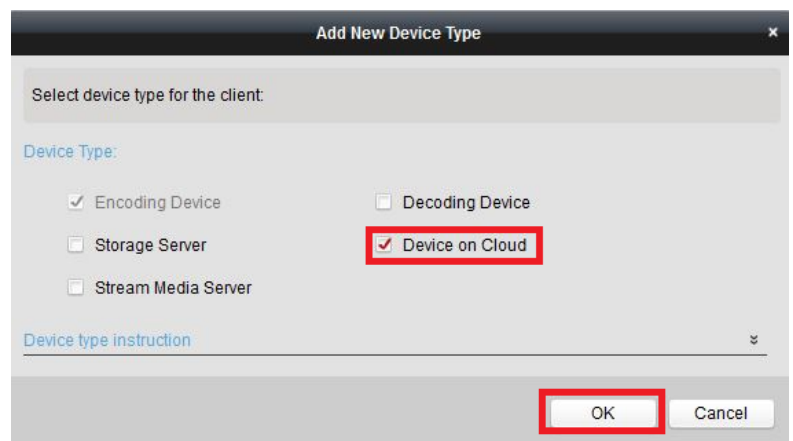 Add New Device Type
Select device type for the client:
Device Type:
Encoding Device
Decoding Device
Storage Server
Device on Cloud
Stream Media Server
Device type instruction
OK
Cancel